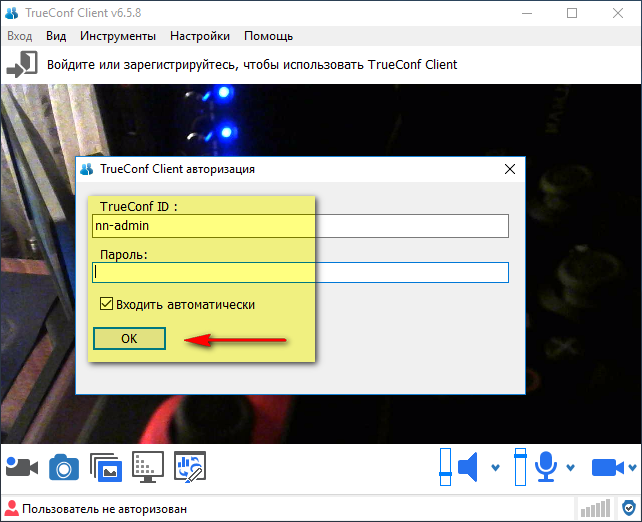 TrueConf Client v6.5.8
Вход Вид Инструменты Настройки Помощь
Войдите или зарегистрируйтесь, чтобы использовать TrueConf Client
TrueConf Client авторизация
TrueConf ID :
nn-admin
Пароль:
Входить автоматически
OK
Пользователь не авторизован